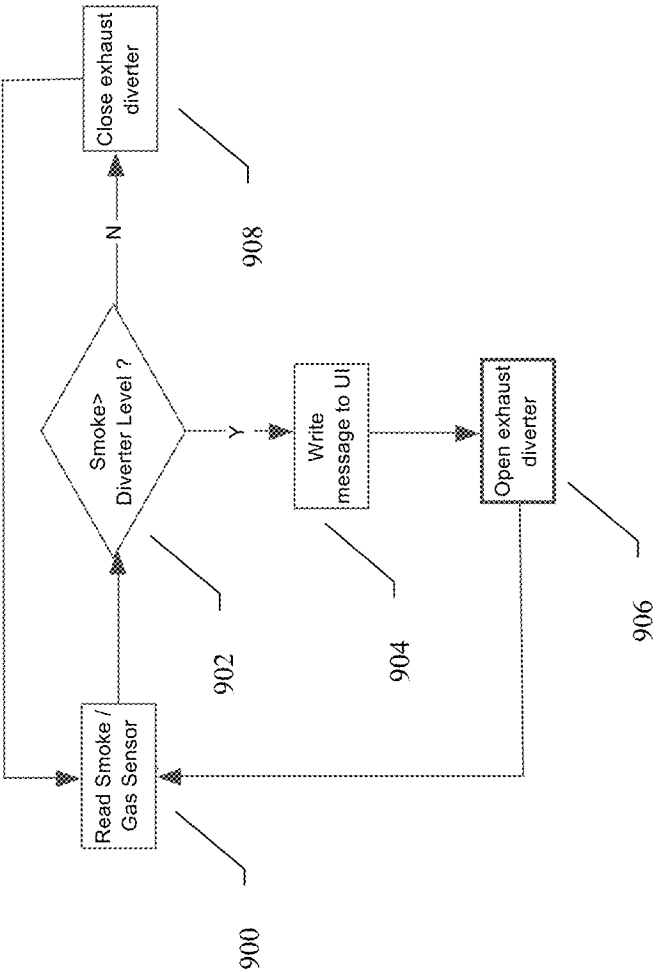 Read Smoke /
Gas Sensor
900
Smoke>
Diverter Level ?
902
N
Close exhaust
diverter
908
Y
Write
message to UI
904
Open exhaust
diverter
906